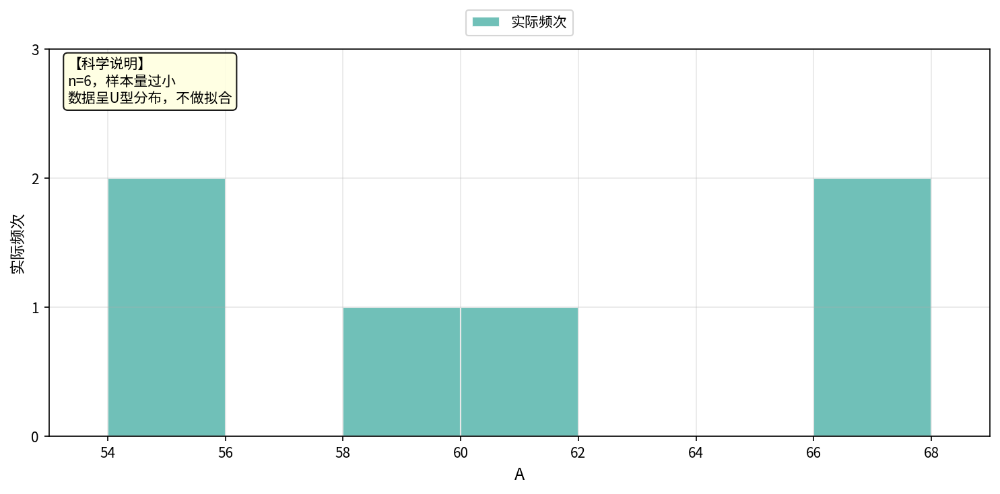 实际频次
【科学说明】
n=6，样本量过小
数据呈U型分布，不做拟合
3
2
1
0
实际频次
54 56 58 60 62 64 66 68
A